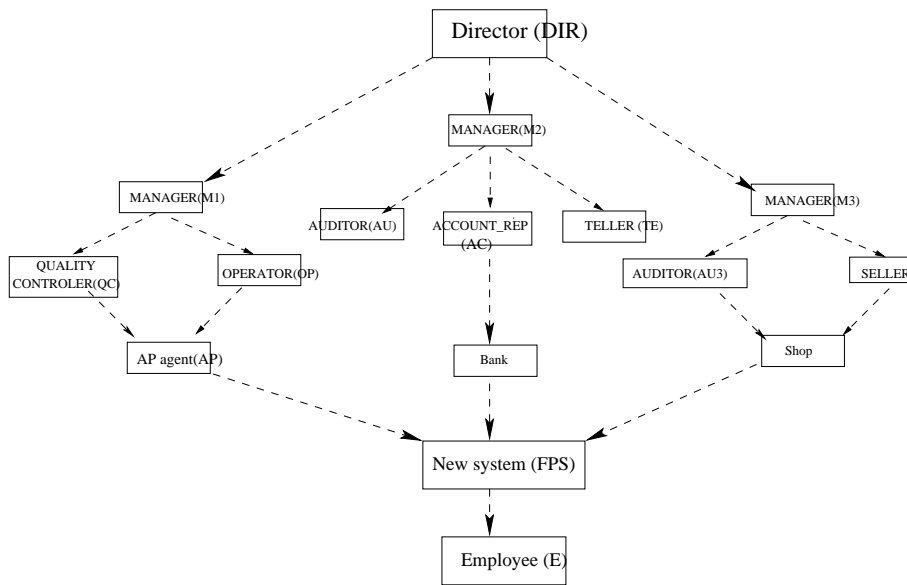 Director (DIR)
MANAGER(M2)
MANAGER(M1)
MANAGER(M3)
AUDITOR(AU)
ACCOUNT_REP
(AC)
TELLER (TE)
QUALITY
CONTROLER(QC)
OPERATOR(OP)
AUDITOR(AU3)
SELLER
AP agent(AP)
Bank
Shop
New system (FPS)
Employee (E)